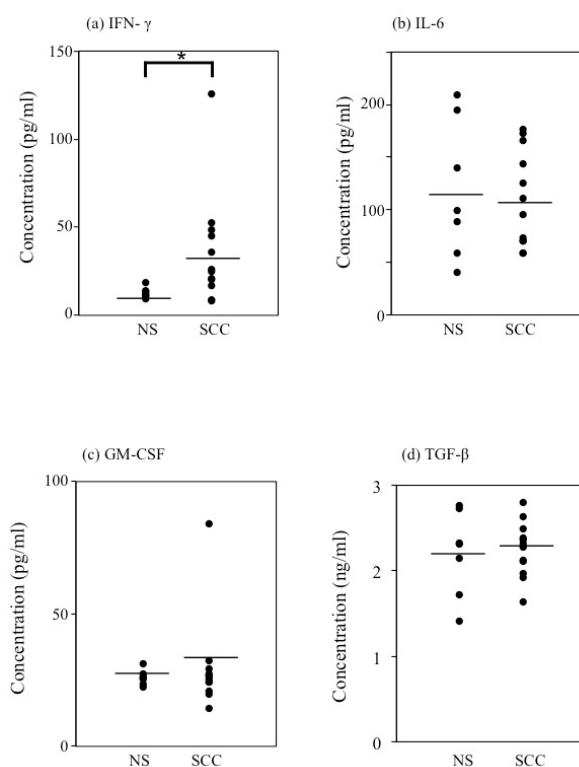 (a) IFN- γ
(b) IL-6
Concentration (pg/ml)
150
100
50
0
*
NS SCC
Concentration (pg/ml)
200
100
0
NS SCC
(c) GM-CSF
(d) TGF-β
Concentration (pg/ml)
100
50
0
NS SCC
Concentration (ng/ml)
3
2
1
0
NS SCC